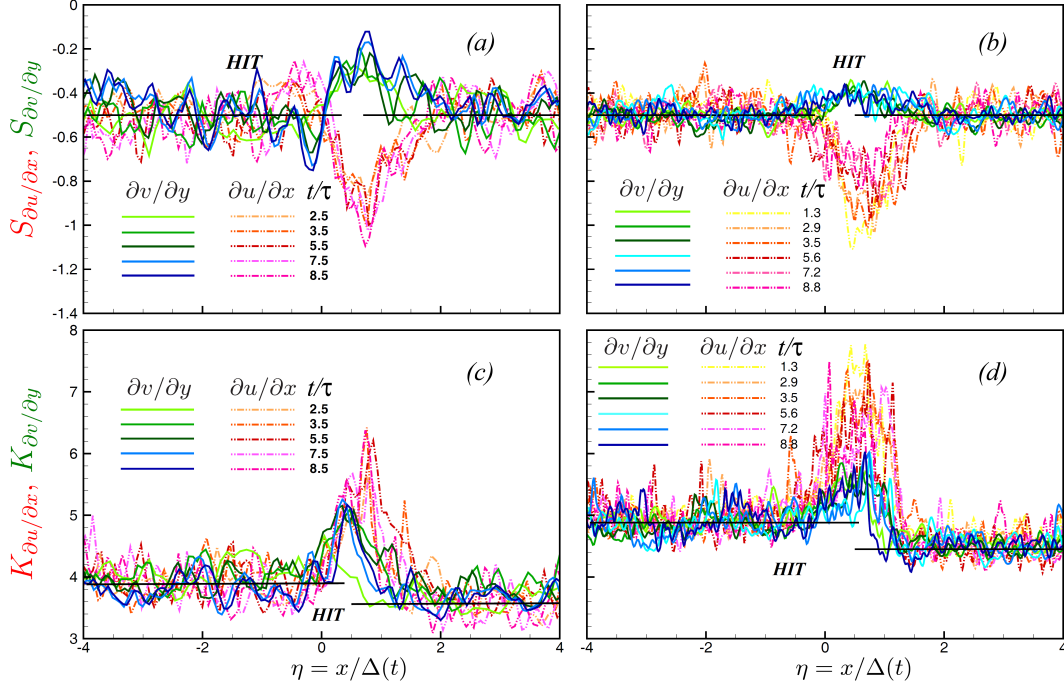 S∂u/∂x, S∂v/∂y
0
-0.2
-0.4
-0.6
-0.8
-1
-1.2
-1.4
HIT
(a)
∂v/∂y ∂u/∂x t/τ
2.5
3.5
5.5
7.5
8.5
HIT
(b)
∂v/∂y ∂u/∂x t/τ
1.3
2.9
3.5
5.6
7.2
8.8
K∂u/∂x, K∂v/∂y
8
7
6
5
4
3
(c)
∂v/∂y ∂u/∂x t/τ
2.5
3.5
5.5
7.5
8.5
HIT
-4 -2 0 2 4
η = x/Δ(t)
(d)
∂v/∂y ∂u/∂x t/τ
1.3
2.9
3.5
5.6
7.2
8.8
HIT
-4 -2 0 2 4
η = x/Δ(t)